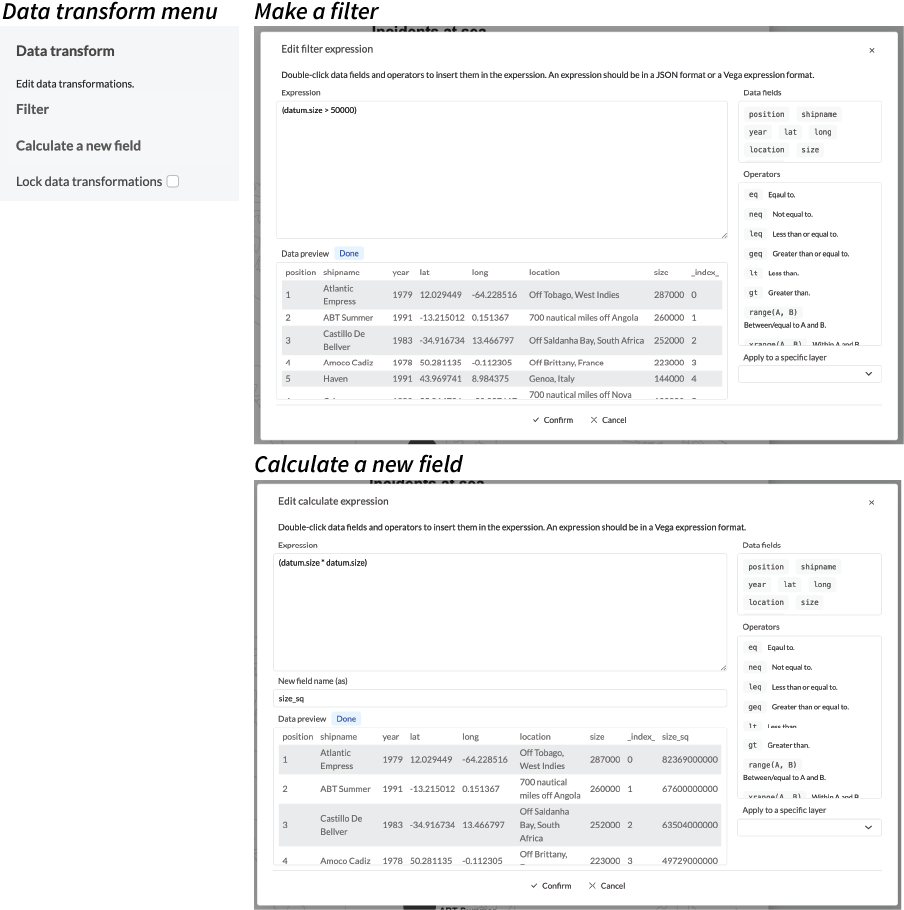 Data transform menu
Data transform
Edit data transformations.
Filter
Calculate a new field
Lock data transformations
Make a filter
Incidents at sea
Edit filter expression
×
Double-click data fields and operators to insert them in the experssion. An expression should be in a JSON format or a Vega expression format.
Expression
(datum.size > 50000)
Data preview Done
position shipname year lat long location size _index_
1 Atlantic Empress 1979 12.029449 -64.228516 Off Tobago, West Indies 287000 0
2 ABT Summer 1991 -13.215012 0.151367 700 nautical miles off Angola 260000 1
3 Castillo De Bellver 1983 -34.916734 13.466797 Off Saldanha Bay, South Africa 252000 2
4 Amoco Cadiz 1978 50.281135 -0.112305 Off Brittany, France 223000 3
5 Haven 1991 43.969741 8.984375 Genoa, Italy 144000 4
700 nautical miles off Nova
Data fields
position shipname
year lat long
location size
Operators
eq Eqaul to.
neq Not equal to.
leq Less than or equal to.
geq Greater than or equal to.
lt Less than.
gt Greater than.
range(A, B)
Between/equal to A and B.
xrange(A, B) Within A and B
Apply to a specific layer
Confirm Cancel
Calculate a new field
Incidents at sea
Edit calculate expression
×
Double-click data fields and operators to insert them in the experssion. An expression should be in a Vega expression format.
Expression
(datum.size * datum.size)
New field name (as)
size_sq
Data preview Done
position shipname year lat long location size _index_ size_sq
1 Atlantic Empress 1979 12.029449 -64.228516 Off Tobago, West Indies 287000 0 82369000000
2 ABT Summer 1991 -13.215012 0.151367 700 nautical miles off Angola 260000 1 67600000000
3 Castillo De Bellver 1983 -34.916734 13.466797 Off Saldanha Bay, South Africa 252000 2 63504000000
4 Amoco Cadiz 1978 50.281135 -0.112305 Off Brittany, 223000 3 49729000000
Data fields
position shipname
year lat long
location size
Operators
eq Eqaul to.
neq Not equal to.
leq Less than or equal to.
geq Greater than or equal to.
lt Less than.
gt Greater than.
range(A, B)
Between/equal to A and B.
xrange(A, B) Within A and B
Apply to a specific layer
Confirm Cancel
ABT Summer